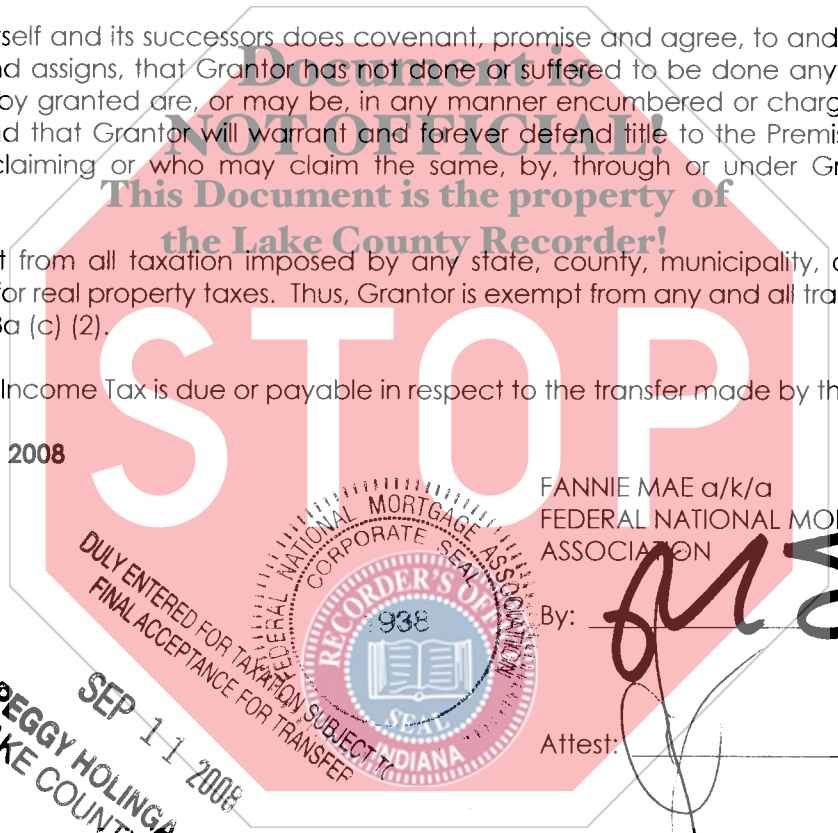 self and its successors does covenant, promise and agree, to and
d assigns, that Grantor has not done or suffered to be done any
by granted are, or may be, in any manner encumbered or charg
nd that Grantor will warrant and forever defend title to the Premis
claiming or who may claim the same, by, through or under Gr
Document is
NOT OFFICIAL!
This Document is the property of
the Lake County Recorder!
t from all taxation imposed by any state, county, municipality,
for real property taxes. Thus, Grantor is exempt from any and all tra
a (c) (2).
Income Tax is due or payable in respect to the transfer made by th
STOP
2008
FANNIE MAE a/k/a
FEDERAL NATIONAL MO
ASSOCIATION
By:
Attest:
FEDERAL NATIONAL MORTGAGE ASSOCIATION
CORPORATE SEAL
938
RECORDER'S OF
SEAL
INDIANA
DULY ENTERED FOR TAXATION SUBJECT TO
FINAL ACCEPTANCE FOR TRANSFER
SEP 11 2008
PEGGY HOLINGA
KE COUNT